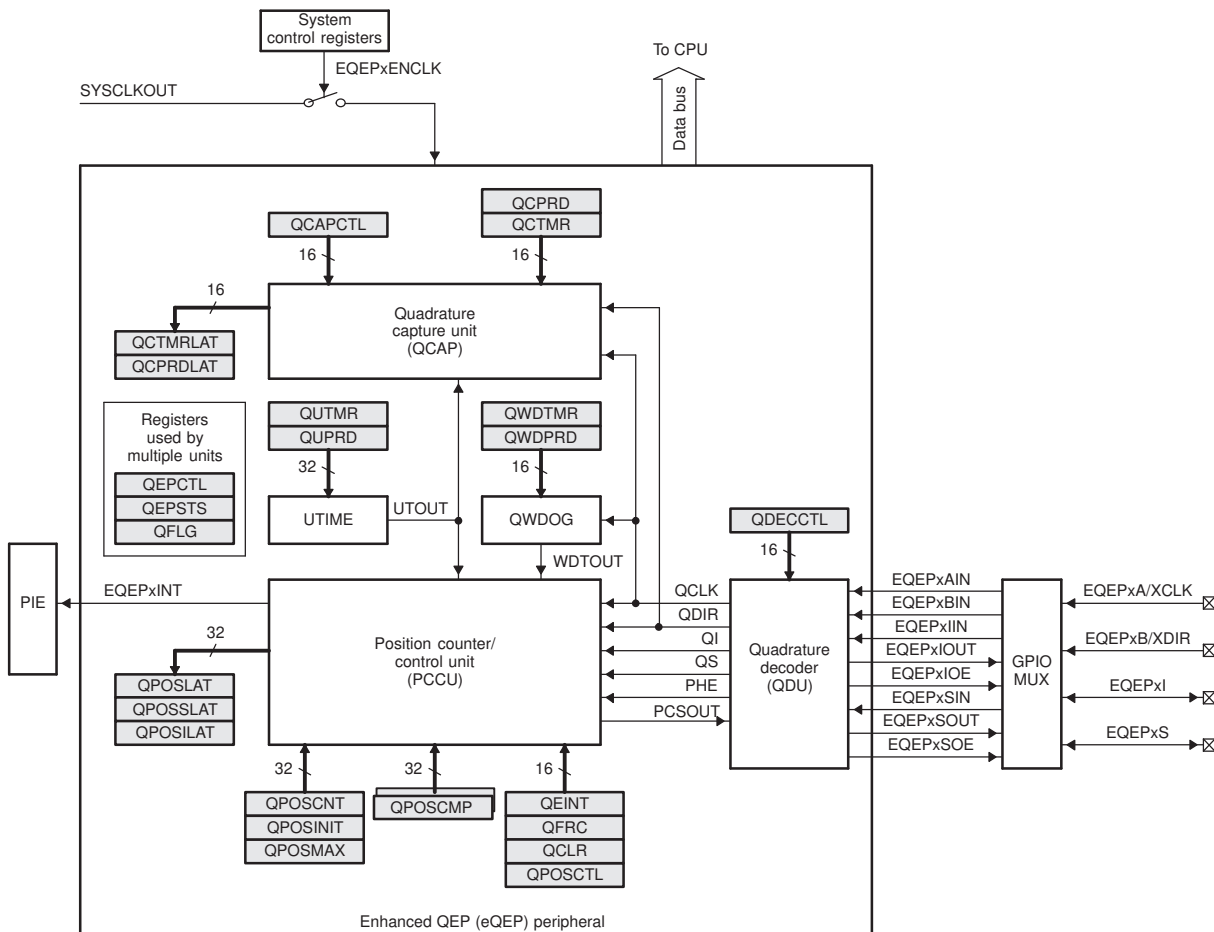 System
control registers
To CPU
EQEPxENCLK
SYSCLKOUT
Data bus
QCPRD
QCAPCTL
QCTMR
16
16
16
Quadrature
capture unit
(QCAP)
QCTMRLAT
QCPRDLAT
Registers
used by
multiple units
QEPCTL
QEPSTS
QFLG
QUTMR
QUPRD
32
QWDTMR
QWDPRD
16
UTIME
UTOUT
QWDOG
WDTOUT
QDECCTL
16
PIE
EQEPxINT
32
QPOSLAT
QPOSSLAT
QPOSILAT
Position counter/
control unit
(PCCU)
QCLK
QDIR
QI
QS
PHE
PCSOUT
Quadrature
decoder
(QDU)
EQEPxAIN
EQEPxBIN
EQEPxIIN
EQEPxIOUT
EQEPxIOE
EQEPxSIN
EQEPxSOUT
EQEPxSOE
GPIO
MUX
EQEPxA/XCLK
EQEPxB/XDIR
EQEPxI
EQEPxS
32
32
16
QPOSCNT
QPOSINIT
QPOSMAX
QPOSCMP
QEINT
QFRC
QCLR
QPOSCTL
Enhanced QEP (eQEP) peripheral